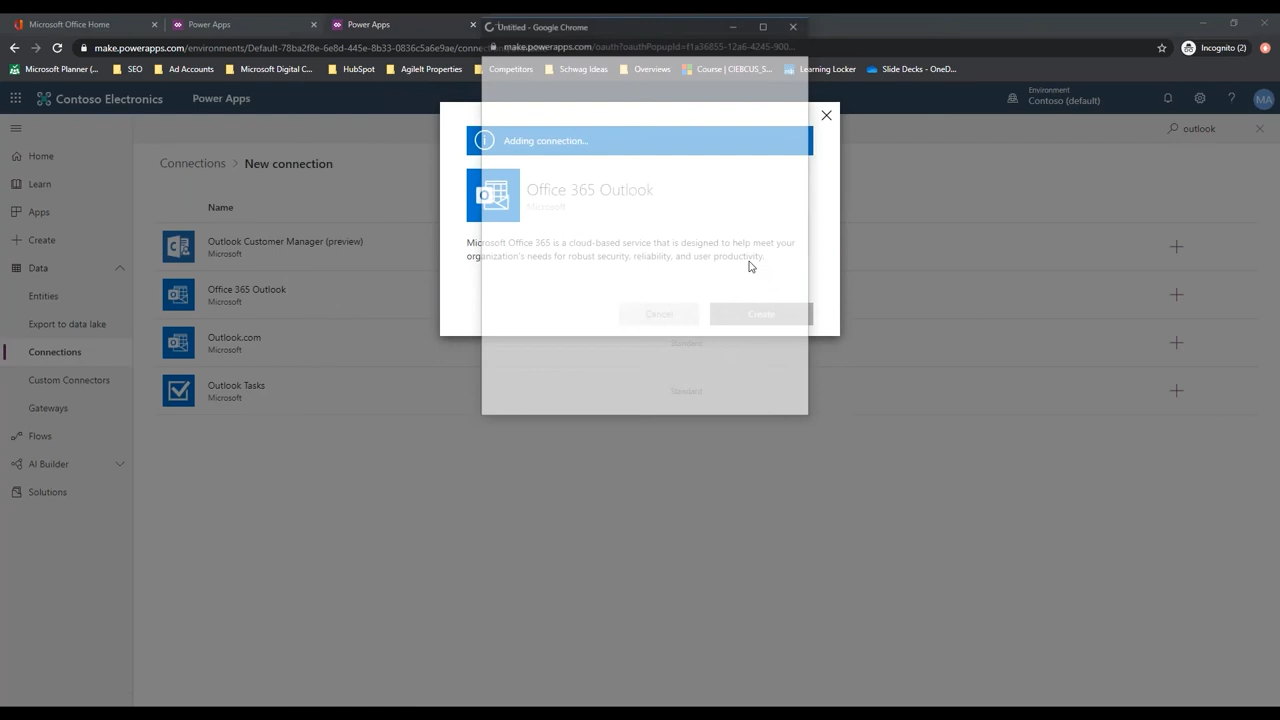 Microsoft Office Home
Power Apps
Power Apps
Untitled - Google Chrome
make.powerapps.com/environments/Default-78ba2f8e-6e8d-445e-8b33-0836c5a6e9ae/conne
make.powerapps.com/oauth?oauthPopupId=f1a36855-12a6-4245-900...
Incognito (2)
Microsoft Planner (...
SEO
Ad Accounts
Microsoft Digital C...
HubSpot
AgileIt Properties
Competitors
Schwag Ideas
Overviews
Course | CIEBCUS_S...
Learning Locker
Slide Decks - OneD...
Contoso Electronics
Power Apps
Environment
Contoso (default)
MA
outlook
Home
Learn
Apps
Create
Data
Entities
Export to data lake
Connections
Custom Connectors
Gateways
Flows
AI Builder
Solutions
Connections > New connection
Name
Outlook Customer Manager (preview)
Microsoft
Office 365 Outlook
Microsoft
Outlook.com
Microsoft
Outlook Tasks
Microsoft
Standard
Standard
Adding connection...
Office 365 Outlook
Microsoft
Microsoft Office 365 is a cloud-based service that is designed to help meet your
organization's needs for robust security, reliability, and user productivity.
Cancel
Create